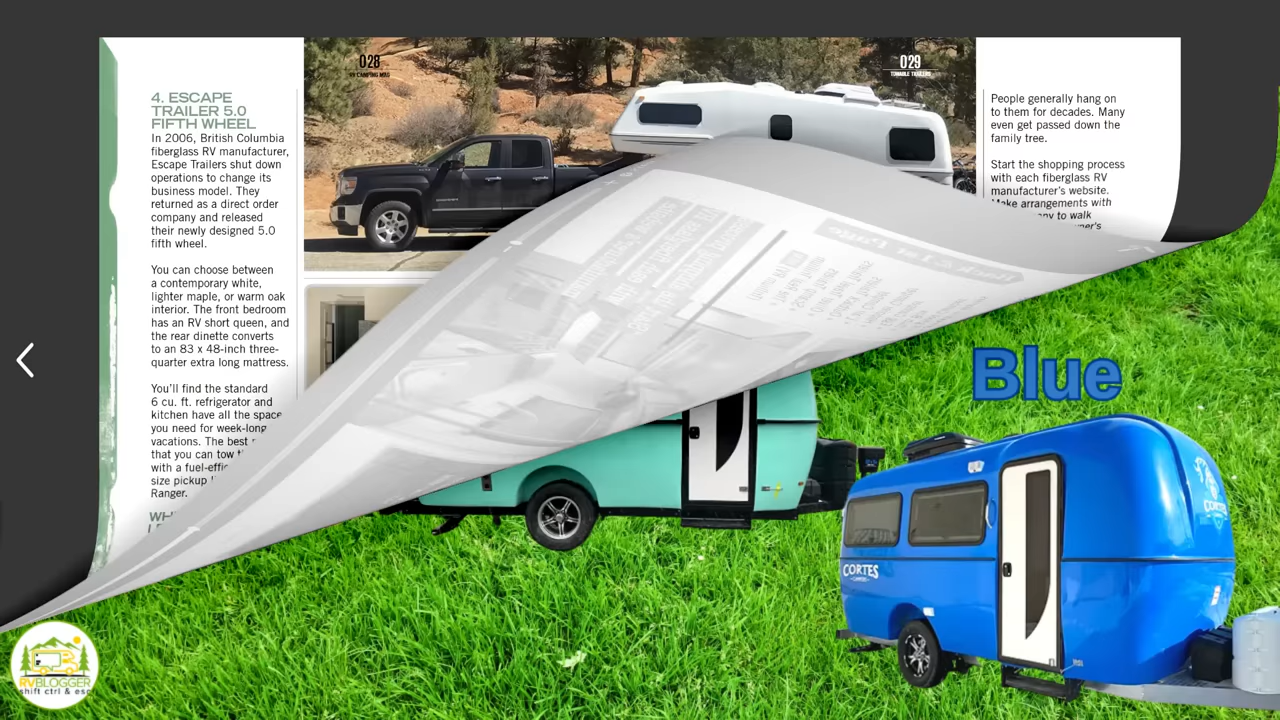 028
RV CAMPING MAG
029
TOWABLE TRAILERS
4. ESCAPE
TRAILER 5.0
FIFTH WHEEL
In 2006, British Columbia
fiberglass RV manufacturer,
Escape Trailers shut down
operations to change its
business model. They
returned as a direct order
company and released
their newly designed 5.0
fifth wheel.
You can choose between
a contemporary white,
lighter maple, or warm oak
interior. The front bedroom
has an RV short queen, and
the rear dinette converts
to an 83 x 48-inch three-
quarter extra long mattress.
You'll find the standard
6 cu. ft. refrigerator and
kitchen have all the space
you need for week-long
vacations. The best
that you can tow
with a
size pickup
Ranger.
People generally hang on
to them for decades. Many
even get passed down the
family tree.
Start the shopping process
with each fiberglass RV
manufacturer's website.
Make arrangements with
to walk
Blue
CORTES
CAMPERS
CORTES
RVBLOGGER
shift ctrl & esc